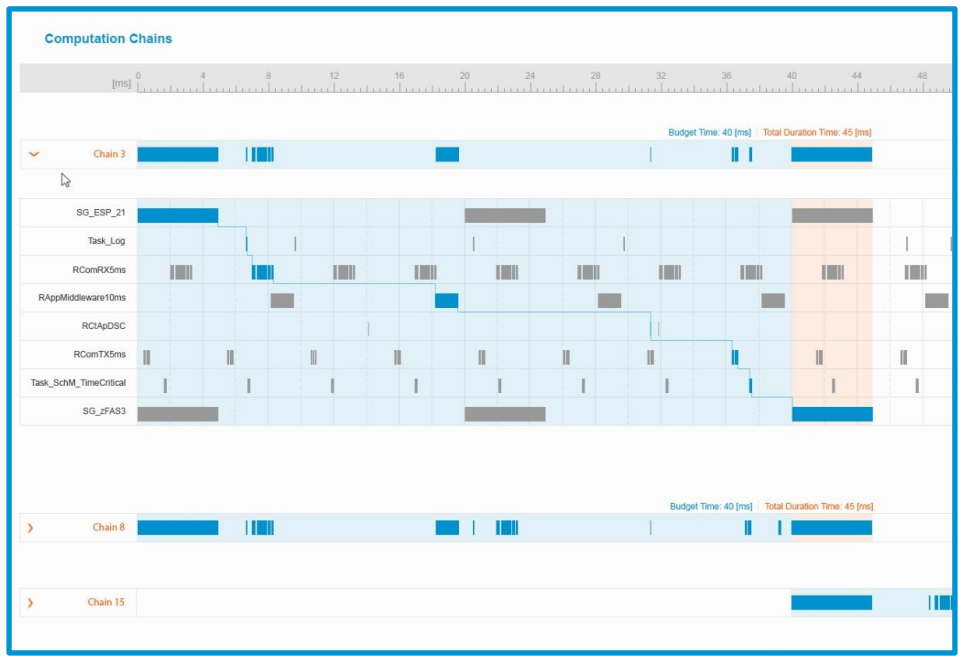 Computation Chains
[ms] 0 4 8 12 16 20 24 28 32 36 40 44 48
Budget Time: 40 [ms] Total Duration Time: 45 [ms]
Chain 3
SG_ESP_21
Task_Log
RComRX5ms
RAppMiddleware10ms
RCtApDSC
RComTX5ms
Task_SchM_TimeCritical
SG_zFAS3
Budget Time: 40 [ms] Total Duration Time: 45 [ms]
Chain 8
Chain 15